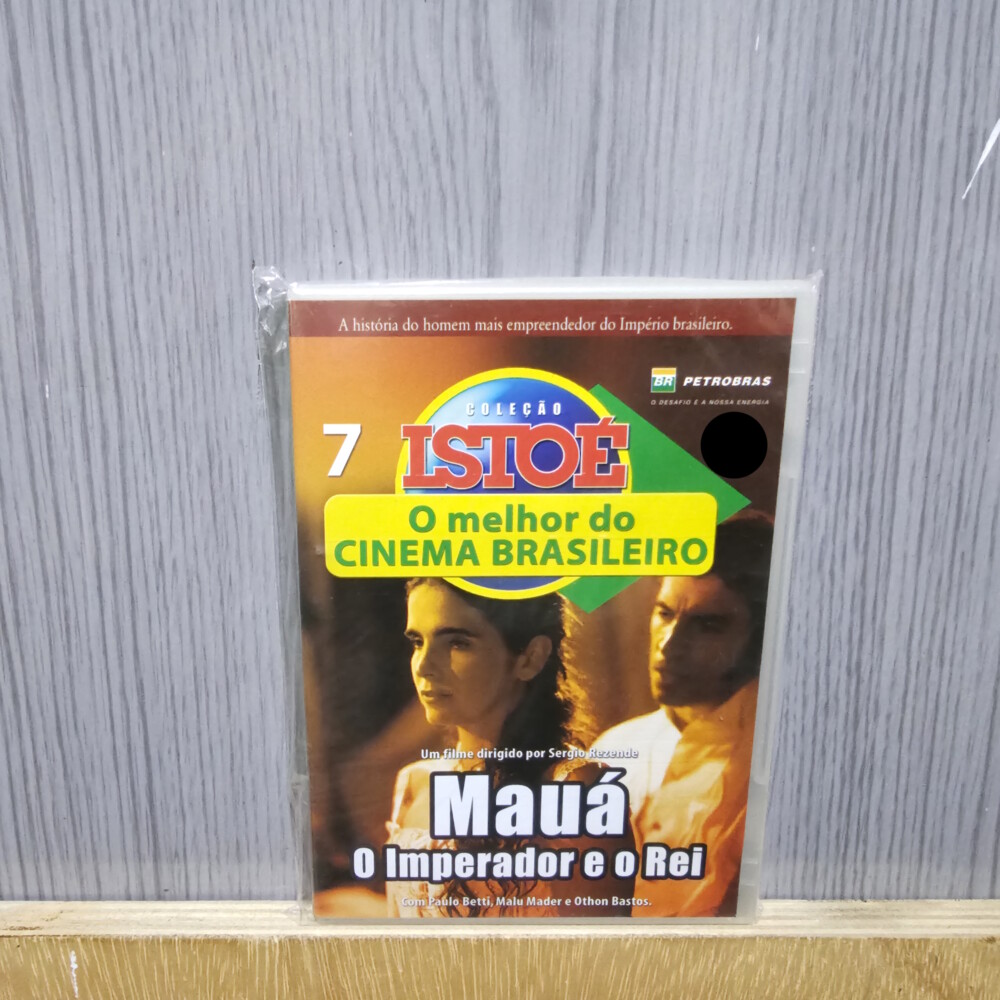 A história do homem mais empreendedor do Império brasileiro.
BR PETROBRAS
O DESAFIO É A NOSSA ENERGIA
COLEÇÃO
7 ISTOÉ
O melhor do
CINEMA BRASILEIRO
Um filme dirigido por Sergio Rezende
Mauá
O Imperador e o Rei
Com Paulo Betti, Malu Mader e Othon Bastos.